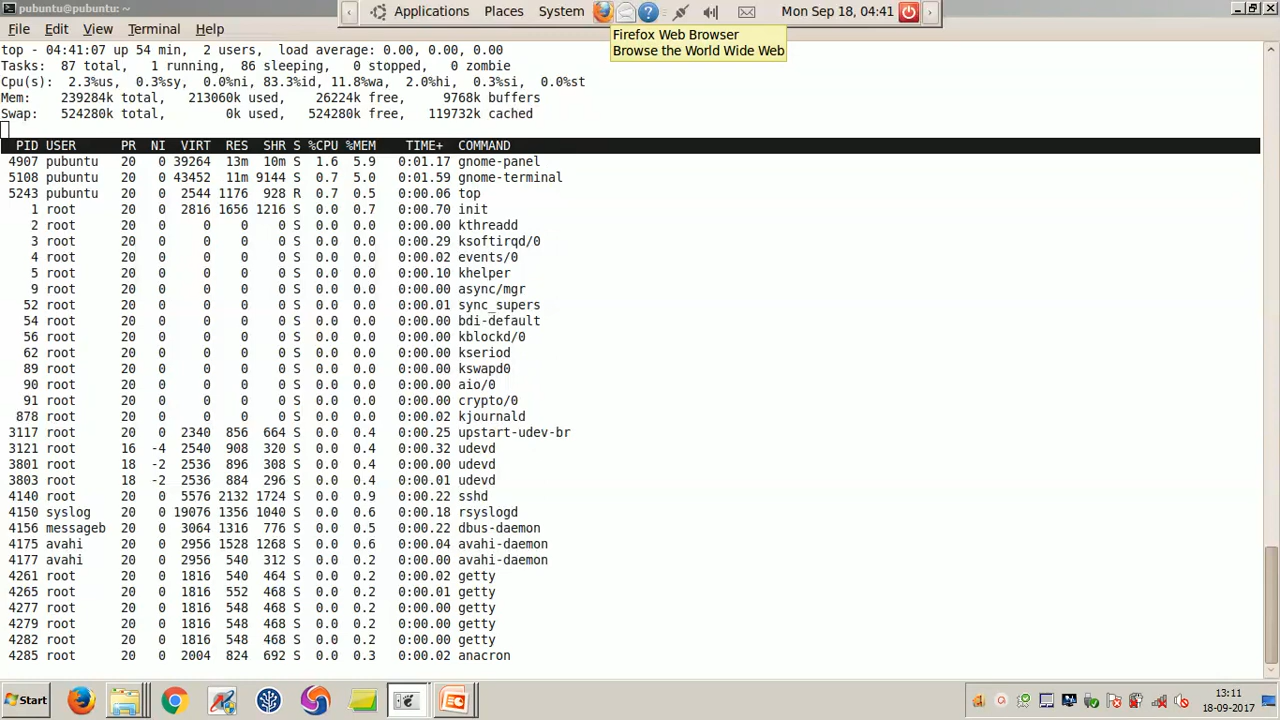 pubuntu@pubuntu: ~
Applications Places System Mon Sep 18, 04:41
File Edit View Terminal Help
Firefox Web Browser
Browse the World Wide Web
top - 04:41:07 up 54 min, 2 users, load average: 0.00, 0.00, 0.00
Tasks: 87 total, 1 running, 86 sleeping, 0 stopped, 0 zombie
Cpu(s): 2.3%us, 0.3%sy, 0.0%ni, 83.3%id, 11.8%wa, 2.0%hi, 0.3%si, 0.0%st
Mem: 239284k total, 213060k used, 26224k free, 9768k buffers
Swap: 524280k total, 0k used, 524280k free, 119732k cached
PID USER PR NI VIRT RES SHR S %CPU %MEM TIME+ COMMAND
4907 pubuntu 20 0 39264 13m 10m S 1.6 5.9 0:01.17 gnome-panel
5108 pubuntu 20 0 43452 11m 9144 S 0.7 5.0 0:01.59 gnome-terminal
5243 pubuntu 20 0 2544 1176 928 R 0.7 0.5 0:00.06 top
1 root 20 0 2816 1656 1216 S 0.0 0.7 0:00.70 init
2 root 20 0 0 0 0 S 0.0 0.0 0:00.00 kthreadd
3 root 20 0 0 0 0 S 0.0 0.0 0:00.29 ksoftirqd/0
4 root 20 0 0 0 0 S 0.0 0.0 0:00.02 events/0
5 root 20 0 0 0 0 S 0.0 0.0 0:00.10 khelper
9 root 20 0 0 0 0 S 0.0 0.0 0:00.00 async/mgr
52 root 20 0 0 0 0 S 0.0 0.0 0:00.01 sync_supers
54 root 20 0 0 0 0 S 0.0 0.0 0:00.00 bdi-default
56 root 20 0 0 0 0 S 0.0 0.0 0:00.00 kblockd/0
62 root 20 0 0 0 0 S 0.0 0.0 0:00.00 kseriod
89 root 20 0 0 0 0 S 0.0 0.0 0:00.00 kswapd0
90 root 20 0 0 0 0 S 0.0 0.0 0:00.00 aio/0
91 root 20 0 0 0 0 S 0.0 0.0 0:00.00 crypto/0
878 root 20 0 0 0 0 S 0.0 0.0 0:00.02 kjournald
3117 root 20 0 2340 856 664 S 0.0 0.4 0:00.25 upstart-udev-br
3121 root 16 -4 2540 908 320 S 0.0 0.4 0:00.32 udevd
3801 root 18 -2 2536 896 308 S 0.0 0.4 0:00.00 udevd
3803 root 18 -2 2536 884 296 S 0.0 0.4 0:00.01 udevd
4140 root 20 0 5576 2132 1724 S 0.0 0.9 0:00.22 sshd
4150 syslog 20 0 19076 1356 1040 S 0.0 0.6 0:00.18 rsyslogd
4156 messageb 20 0 3064 1316 776 S 0.0 0.5 0:00.22 dbus-daemon
4175 avahi 20 0 2956 1528 1268 S 0.0 0.6 0:00.04 avahi-daemon
4177 avahi 20 0 2956 540 312 S 0.0 0.2 0:00.00 avahi-daemon
4261 root 20 0 1816 540 464 S 0.0 0.2 0:00.02 getty
4265 root 20 0 1816 552 468 S 0.0 0.2 0:00.01 getty
4277 root 20 0 1816 548 468 S 0.0 0.2 0:00.00 getty
4279 root 20 0 1816 548 468 S 0.0 0.2 0:00.00 getty
4282 root 20 0 1816 548 468 S 0.0 0.2 0:00.00 getty
4285 root 20 0 2004 824 692 S 0.0 0.3 0:00.02 anacron
Start
13:11
18-09-2017